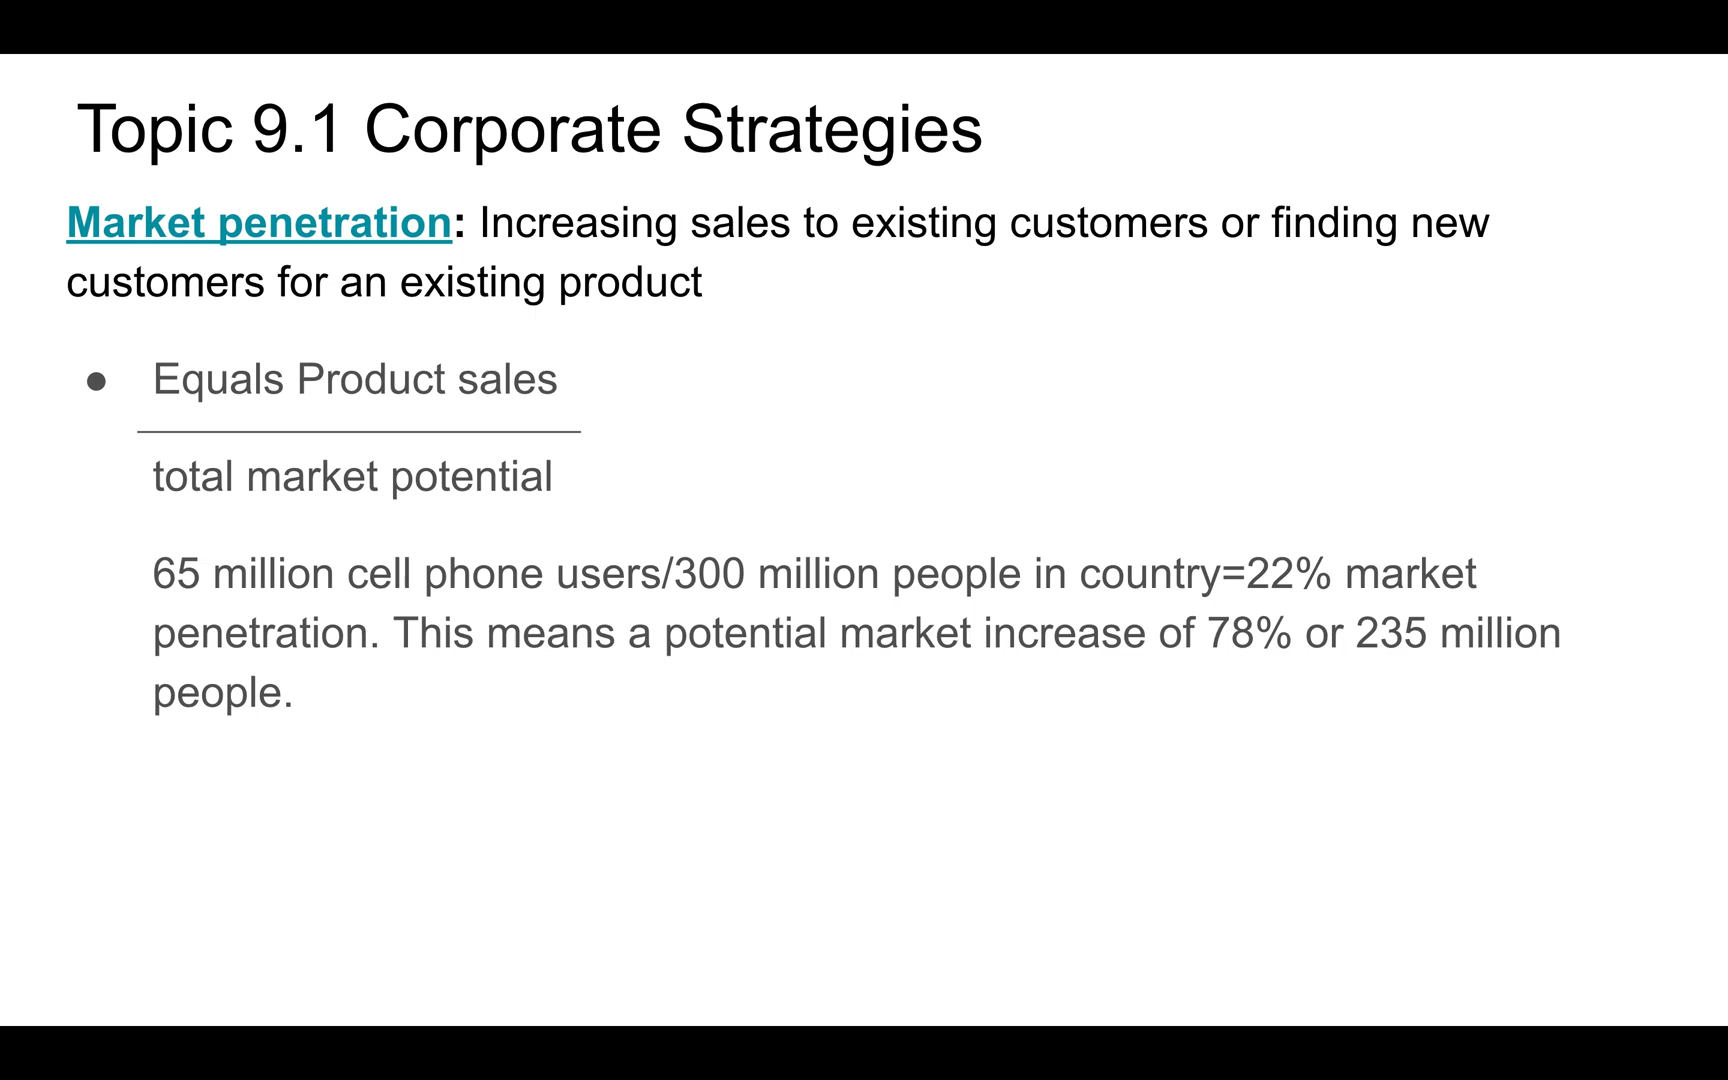 Topic 9.1 Corporate Strategies
Market penetration: Increasing sales to existing customers or finding new
customers for an existing product
● Equals Product sales
total market potential
65 million cell phone users/300 million people in country=22% market
penetration. This means a potential market increase of 78% or 235 million
people.